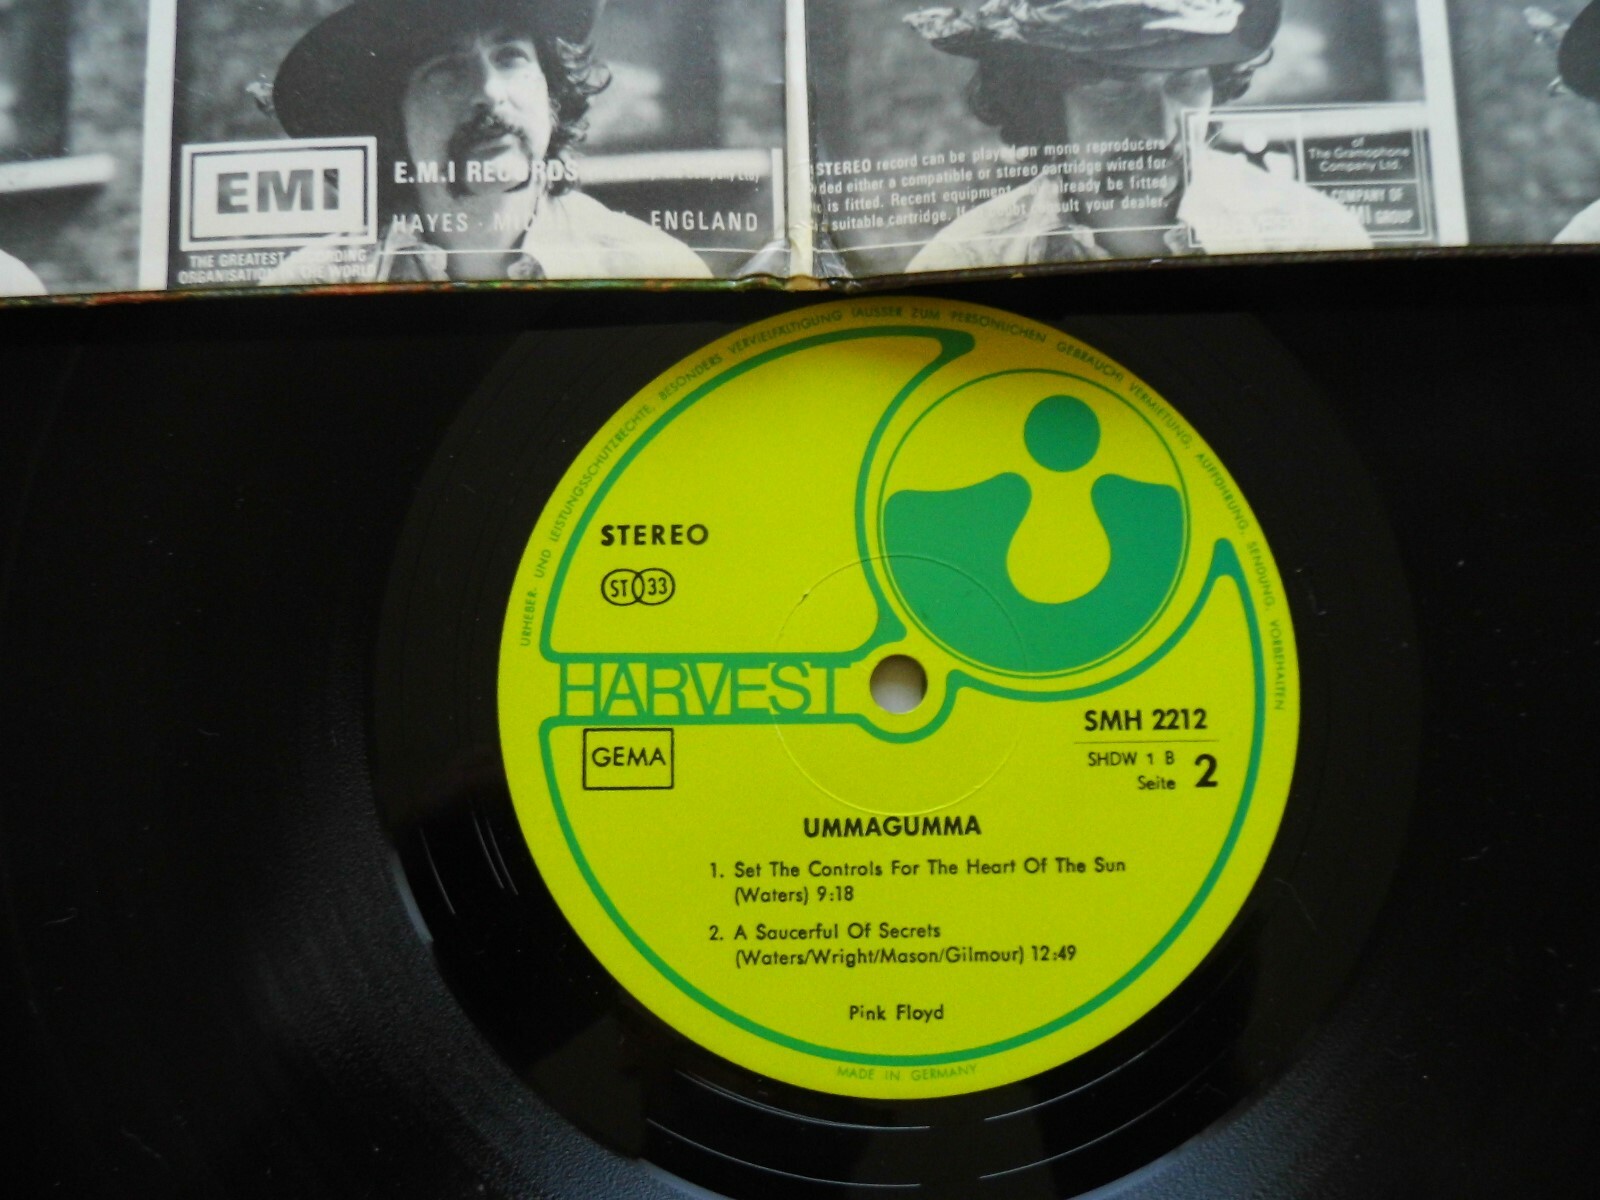 EMI
THE GREATEST RECORDING
ORGANISATION IN THE WORLD
E.M.I RECORDS
HAYES · ENGLAND
STEREO record can be played on mono reproducers
either a compatible or stereo cartridge wired for
is fitted. Recent equipment already be fitted
suitable cartridge. If consult your dealer.
of
The Gramophone
Company Ltd.
COMPANY OF
EMI GROUP
URHEBER- UND LEISTUNGSSCHUTZRECHTE, BESONDERS VERVIELFÄLTIGUNG (AUSSER ZUM PERSÖNLICHEN GEBRAUCH) VERMIETUNG, AUFFÜHRUNG, SENDUNG, VORBEHALTEN
STEREO
ST 33
HARVEST
GEMA
SMH 2212
SHDW 1 B
Seite 2
UMMAGUMMA
1. Set The Controls For The Heart Of The Sun
(Waters) 9:18
2. A Saucerful Of Secrets
(Waters/Wright/Mason/Gilmour) 12:49
Pink Floyd
MADE IN GERMANY